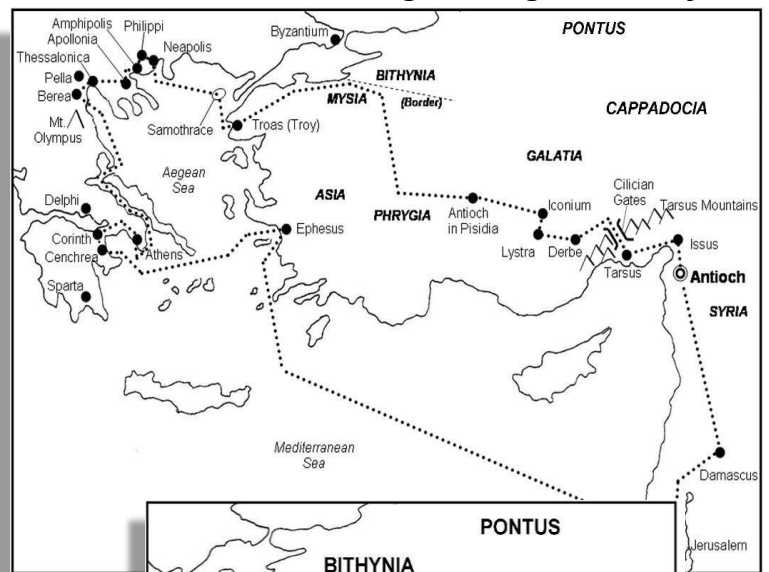 Amphipolis
Philippi
Apollonia
Neapolis
Thessalonica
Pella
Berea
Mt.
Olympus
Samothrace
Troas (Troy)
Byzantium
PONTUS
BITHYNIA
MYSIA
(Border)
CAPPADOCIA
GALATIA
Aegean
Sea
ASIA
PHRYGIA
Antioch
in Pisidia
Iconium
Lystra
Derbe
Cilician
Gates
Tarsus Mountains
Tarsus
Issus
Antioch
SYRIA
Delphi
Corinth
Cenchrea
Athens
Sparta
Ephesus
Mediterranean
Sea
Damascus
Jerusalem
PONTUS
BITHYNIA